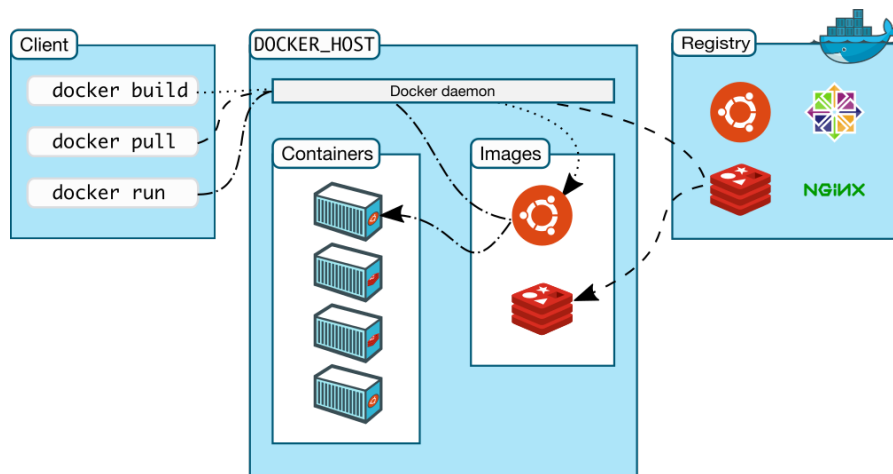 Client
docker build
docker pull
docker run
DOCKER_HOST
Docker daemon
Containers
Images
Registry
NGiNX